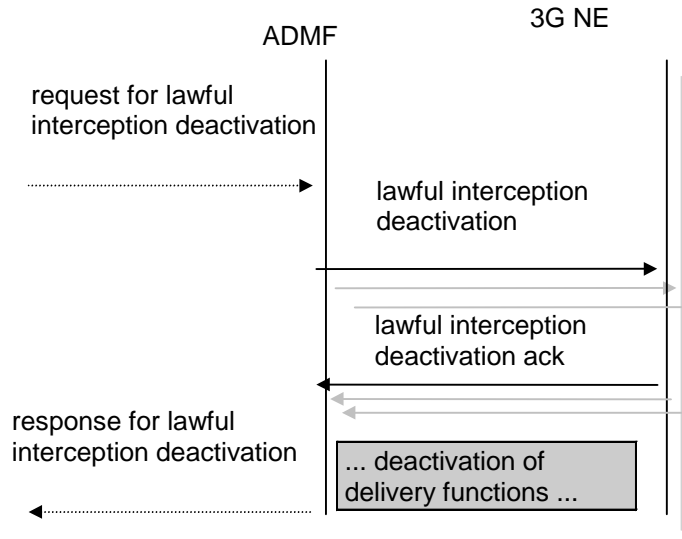 ADMF
3G NE
request for lawful
interception deactivation
lawful interception
deactivation
lawful interception
deactivation ack
response for lawful
interception deactivation
... deactivation of
delivery functions ...